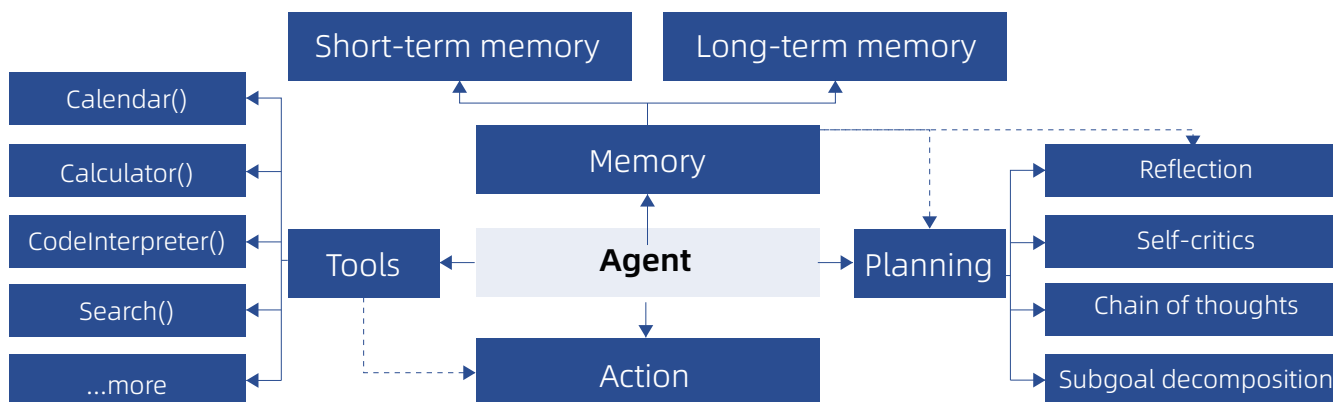 Short-term memory
Long-term memory
Calendar()
Calculator()
CodeInterpreter()
Search()
...more
Tools
Memory
Agent
Action
Planning
Reflection
Self-critics
Chain of thoughts
Subgoal decomposition